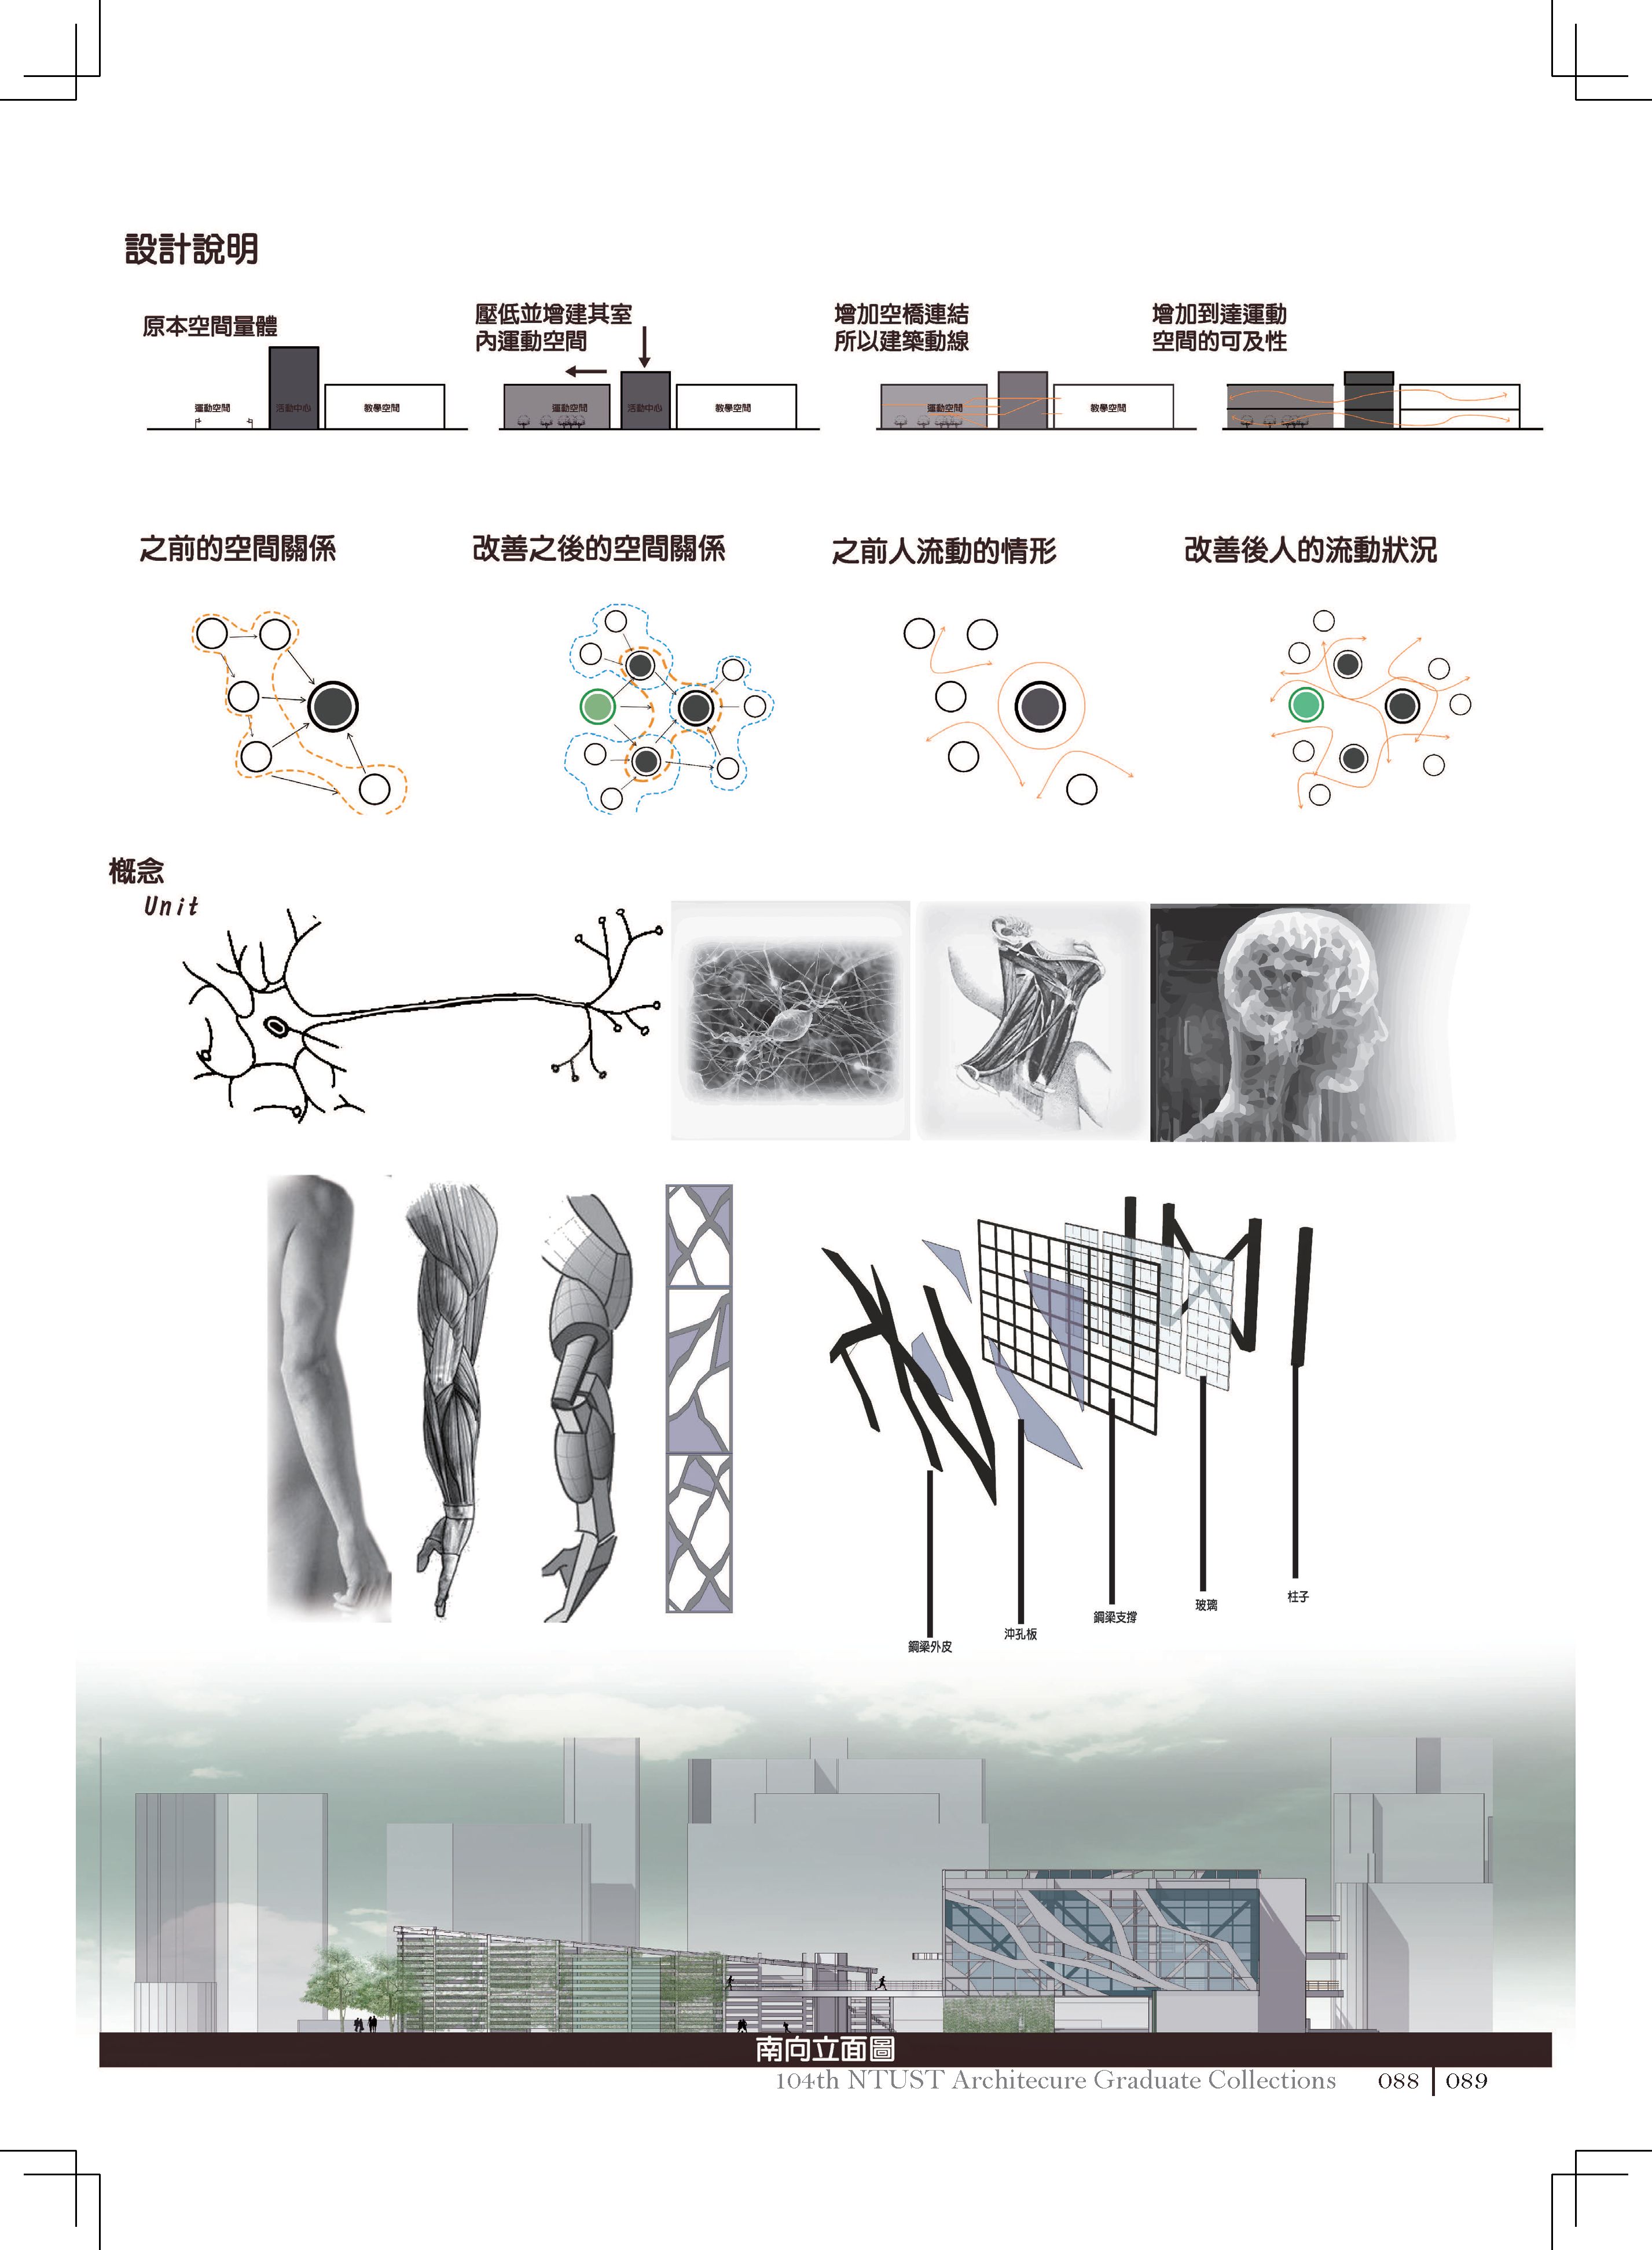 設計說明
原本空間量體
壓低並增建其室
內運動空間
增加空橋連結
所以建築動線
增加到達運動
空間的可及性
運動空間
活動中心
教學空間
運動空間
活動中心
教學空間
運動空間
教學空間
之前的空間關係
改善之後的空間關係
之前人流動的情形
改善後人的流動狀況
概念
Unit
鋼梁外皮
沖孔板
鋼梁支撐
玻璃
柱子
南向立面圖
104th NTUST Architecure Graduate Collections 088 089